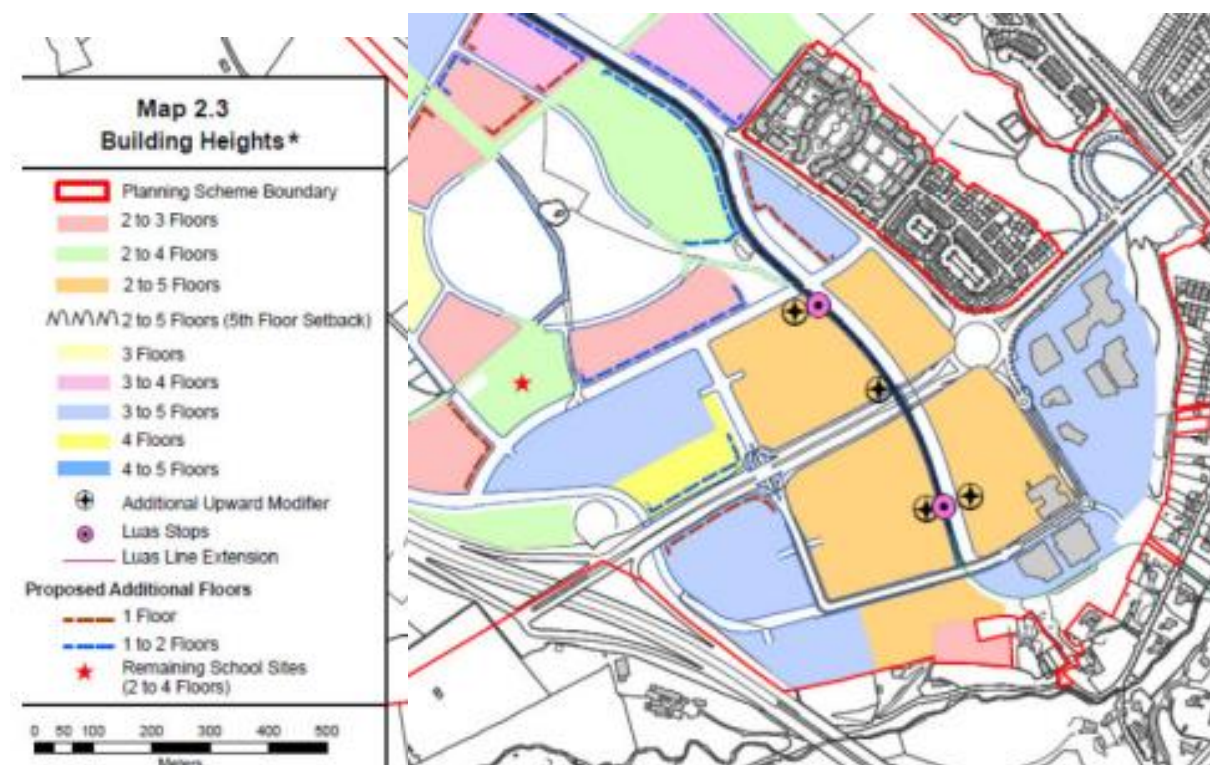 Map 2.3
Building Heights*
Planning Scheme Boundary
2 to 3 Floors
2 to 4 Floors
2 to 5 Floors
2 to 5 Floors (5th Floor Setback)
3 Floors
3 to 4 Floors
3 to 5 Floors
4 Floors
4 to 5 Floors
Additional Upward Modifier
Luas Stops
Luas Line Extension
Proposed Additional Floors
1 Floor
1 to 2 Floors
Remaining School Sites
(2 to 4 Floors)
0 50 100 200 300 400 500
Meters